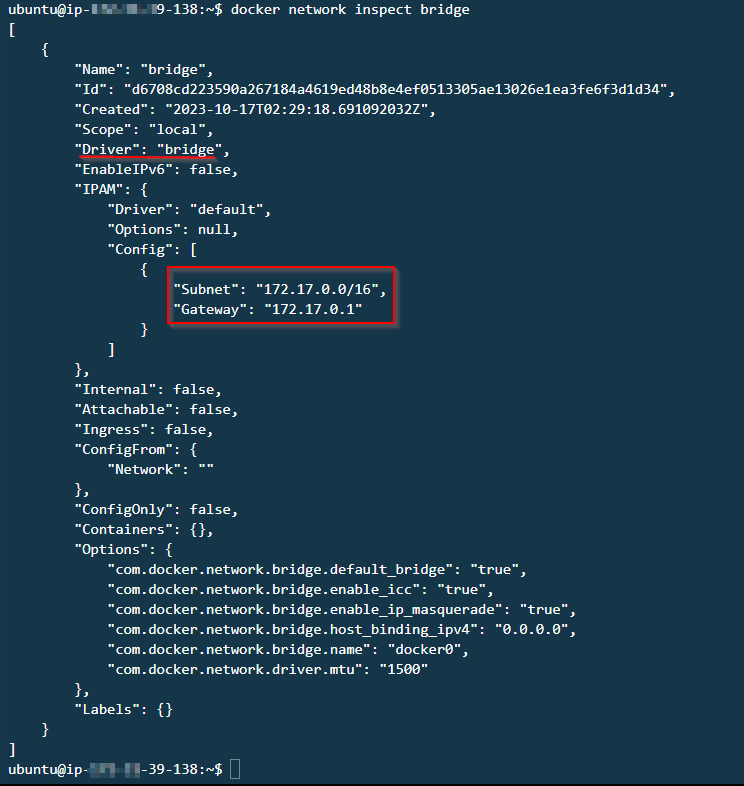 ubuntu@ip- 9-138:~$ docker network inspect bridge
[
    {
        "Name": "bridge",
        "Id": "d6708cd223590a267184a4619ed48b8e4ef0513305ae13026e1ea3fe6f3d1d34",
        "Created": "2023-10-17T02:29:18.691092032Z",
        "Scope": "local",
        "Driver": "bridge",
        "EnableIPv6": false,
        "IPAM": {
            "Driver": "default",
            "Options": null,
            "Config": [
                {
                    "Subnet": "172.17.0.0/16",
                    "Gateway": "172.17.0.1"
                }
            ]
        },
        "Internal": false,
        "Attachable": false,
        "Ingress": false,
        "ConfigFrom": {
            "Network": ""
        },
        "ConfigOnly": false,
        "Containers": {},
        "Options": {
            "com.docker.network.bridge.default_bridge": "true",
            "com.docker.network.bridge.enable_icc": "true",
            "com.docker.network.bridge.enable_ip_masquerade": "true",
            "com.docker.network.bridge.host_binding_ipv4": "0.0.0.0",
            "com.docker.network.bridge.name": "docker0",
            "com.docker.network.driver.mtu": "1500"
        },
        "Labels": {}
    }
]
ubuntu@ip- -39-138:~$